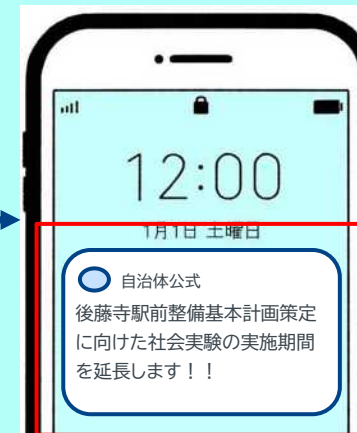 12:00
1月1日 土曜日
自治体公式
後藤寺駅前整備基本計画策定
に向けた社会実験の実施期間
を延長します！！